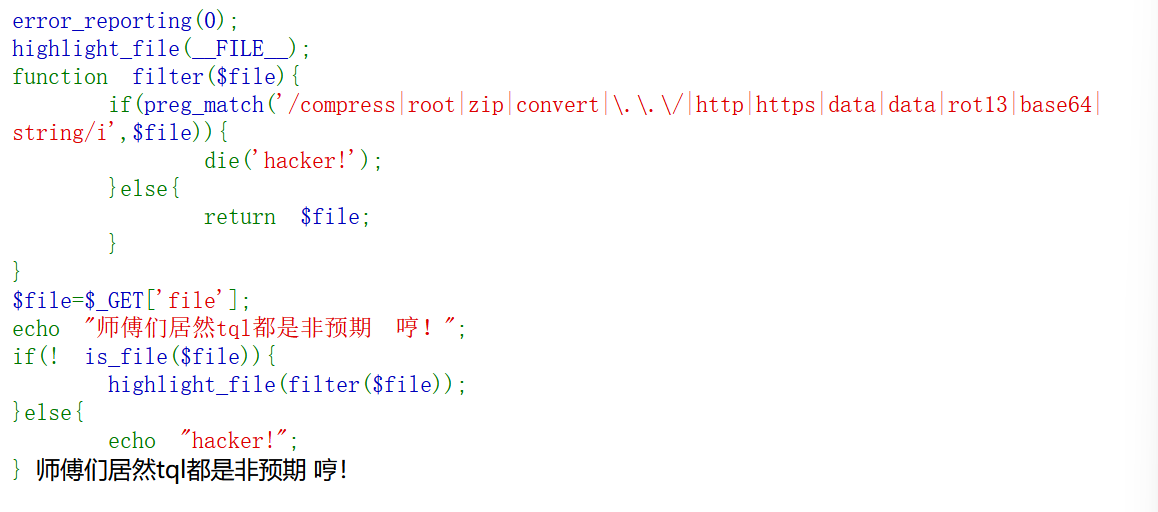 error_reporting(0);
highlight_file(__FILE__);
function  filter($file){
        if(preg_match('/compress|root|zip|convert|\.\.\/|http|https|data|data|rot13|base64|
string/i',$file)){
                die('hacker!');
        }else{
                return  $file;
        }
}
$file=$_GET['file'];
echo  "师傅们居然tql都是非预期  哼！";
if(!  is_file($file)){
        highlight_file(filter($file));
}else{
        echo  "hacker!";
} 师傅们居然tql都是非预期 哼！